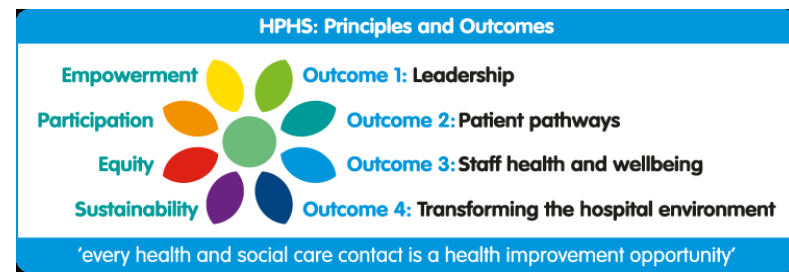 HPHS: Principles and Outcomes
Empowerment Outcome 1: Leadership
Participation Outcome 2: Patient pathways
Equity Outcome 3: Staff health and wellbeing
Sustainability Outcome 4: Transforming the hospital environment
‘every health and social care contact is a health improvement opportunity’